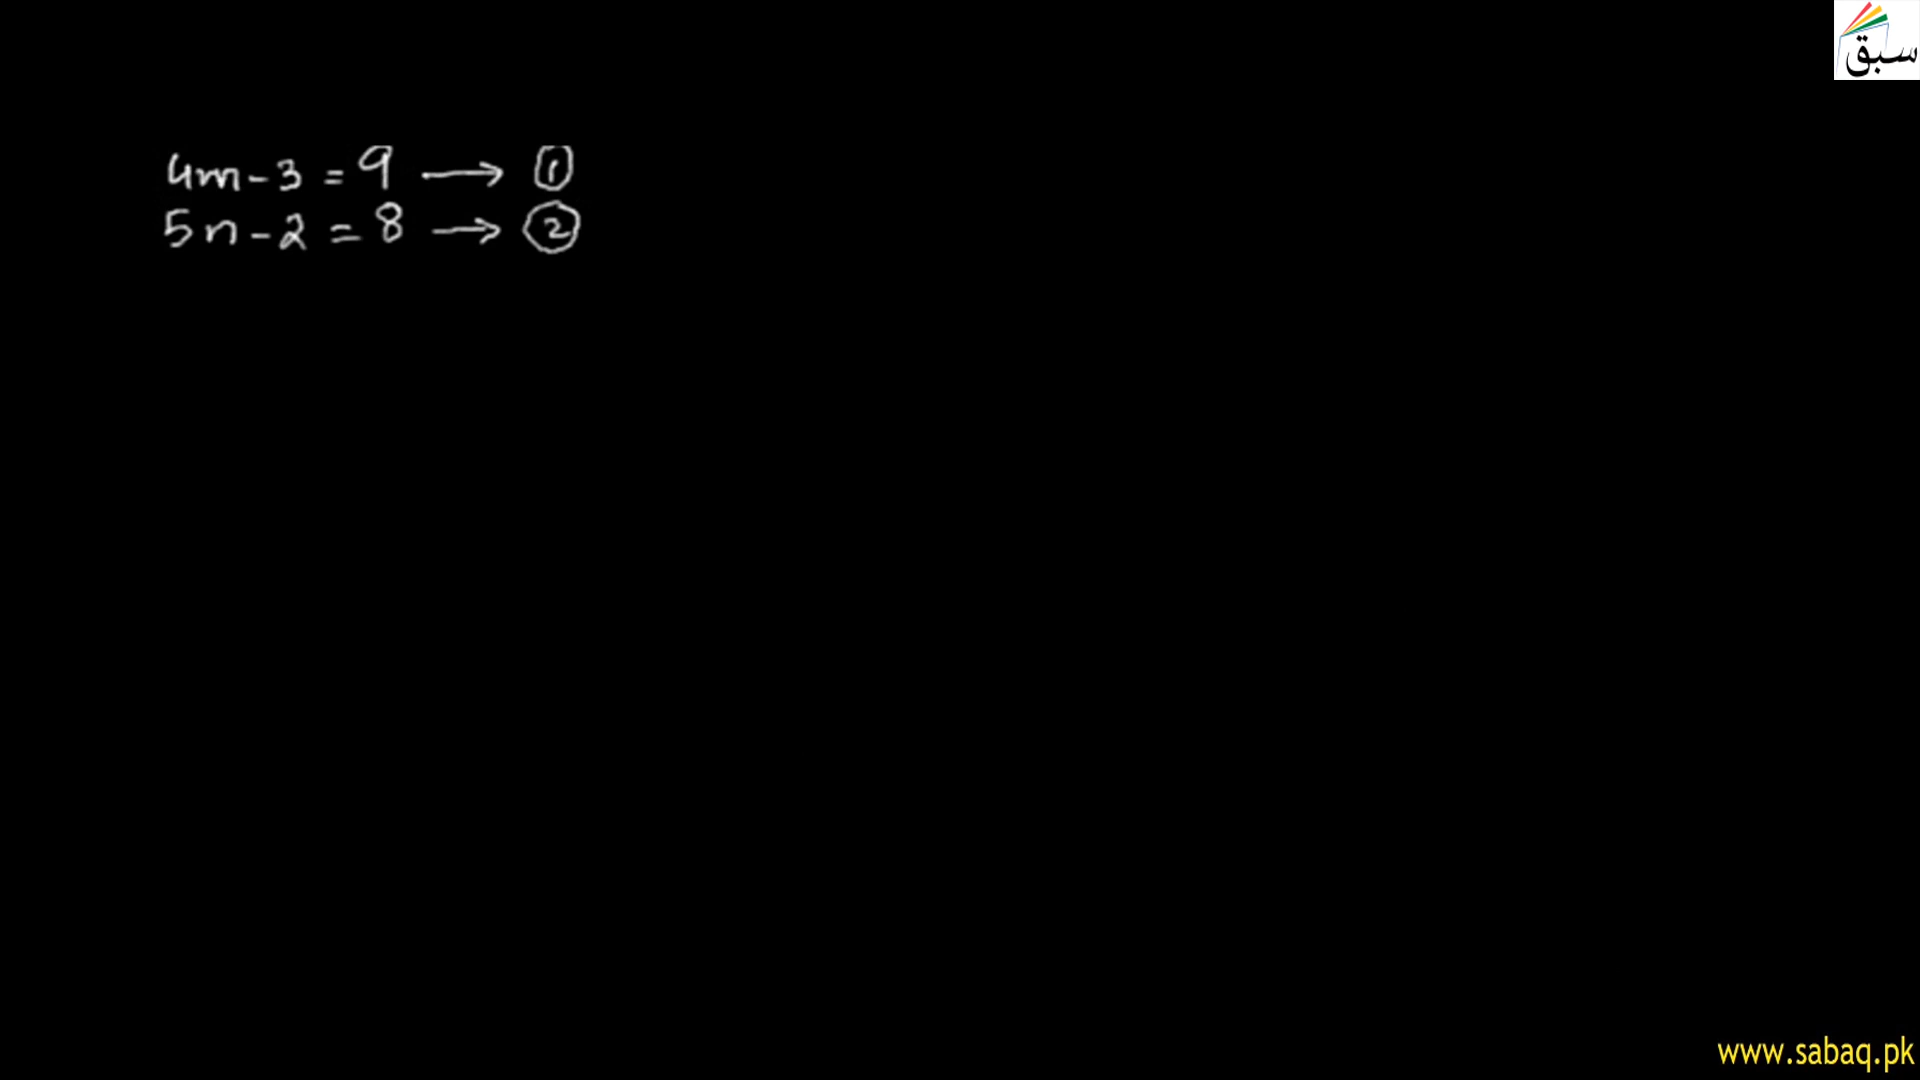 سبق
4m - 3 = 9 → ①
5n - 2 = 8 → ②
www.sabaq.pk